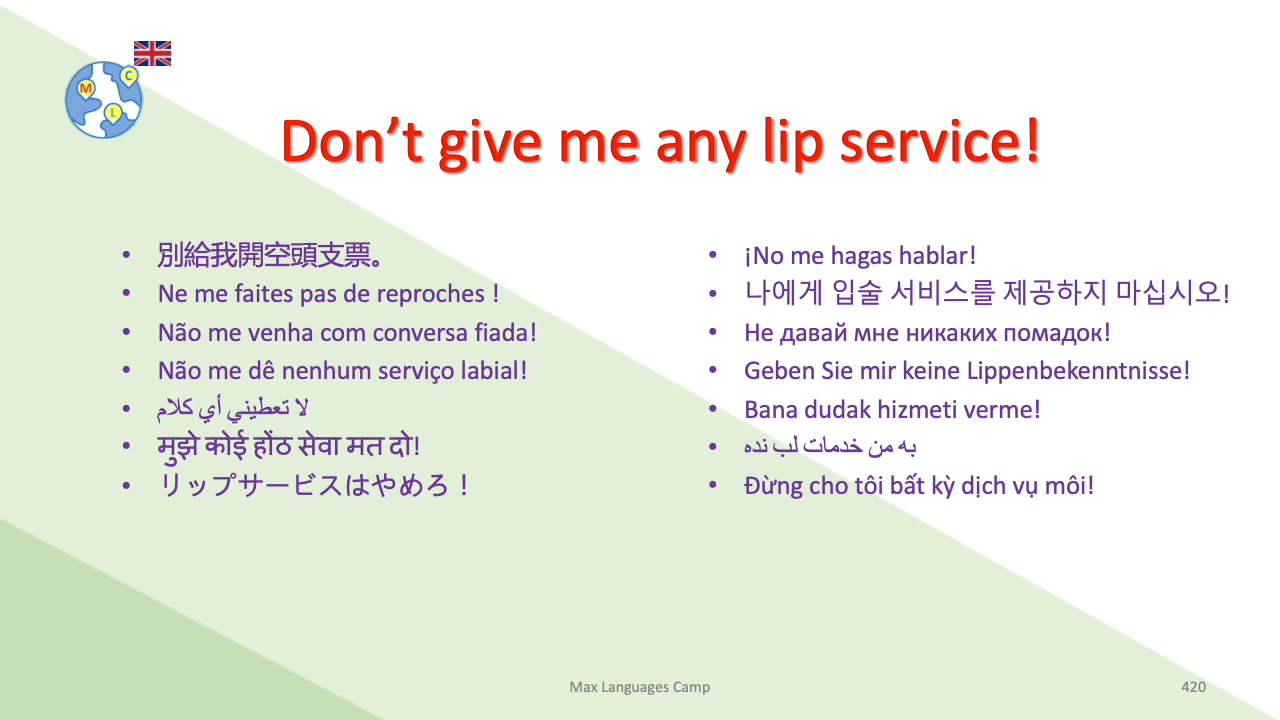 M
C
L
Don’t give me any lip service!
• 別給我開空頭支票。
• Ne me faites pas de reproches !
• Não me venha com conversa fiada!
• Não me dê nenhum serviço labial!
• لا تعطيني أي كلام
• मुझे कोई होंठ सेवा मत दो!
• リップサービスはやめろ！
• ¡No me hagas hablar!
• 나에게 입술 서비스를 제공하지 마십시오!
• Не давай мне никаких помадок!
• Geben Sie mir keine Lippenbekenntnisse!
• Bana dudak hizmeti verme!
• به من خدمات لب نده
• Đừng cho tôi bất kỳ dịch vụ môi!
Max Languages Camp
420